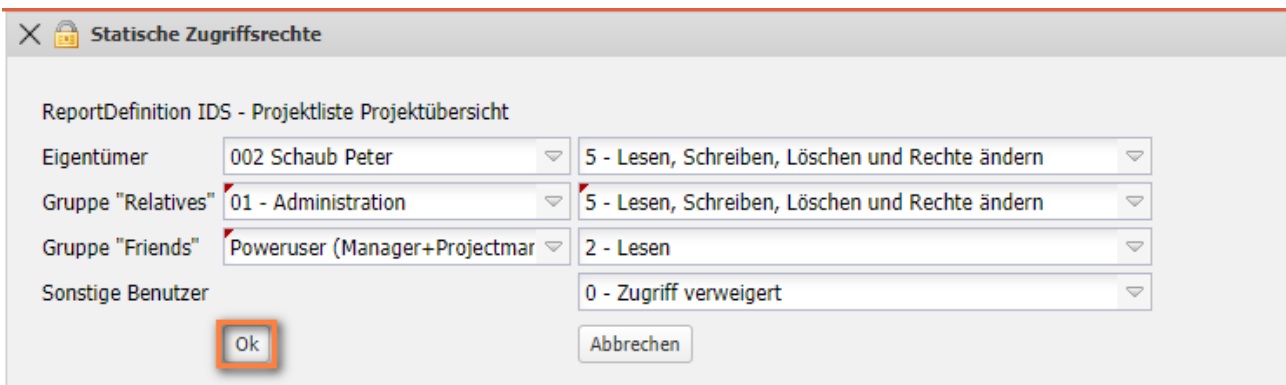 Statische Zugriffsrechte
ReportDefinition IDS - Projektliste Projektübersicht
Eigentümer 002 Schaub Peter 5 - Lesen, Schreiben, Löschen und Rechte ändern
Gruppe "Relatives" 01 - Administration 5 - Lesen, Schreiben, Löschen und Rechte ändern
Gruppe "Friends" Poweruser (Manager+Projectmar 2 - Lesen
Sonstige Benutzer 0 - Zugriff verweigert
Ok Abbrechen